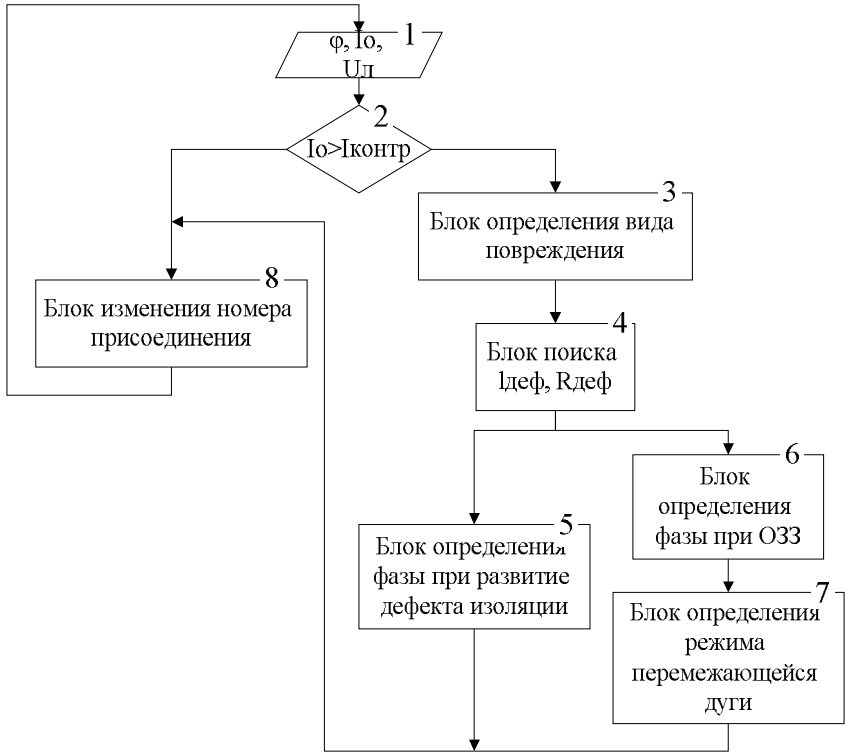 1
φ, Io,
Uл
2
Io>Iконтр
3
Блок определения вида
повреждения
8
Блок изменения номера
присоединения
4
Блок поиска
lдеф, Rдеф
6
Блок
определения
фазы при ОЗЗ
5
Блок определения
фазы при развитие
дефекта изоляции
7
Блок определения
режима
перемежающейся
дуги